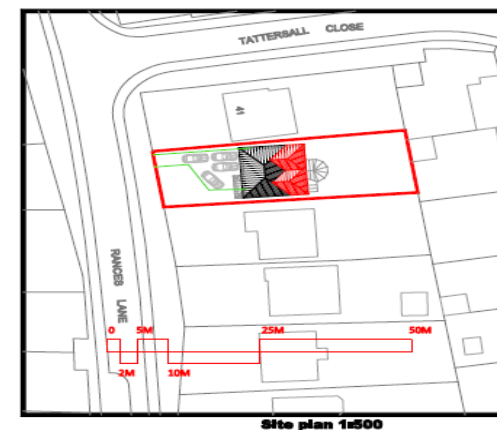 TATTERSALL CLOSE
41
RANCES LANE
0 5M 25M 50M
2M 10M
Site plan 1:500